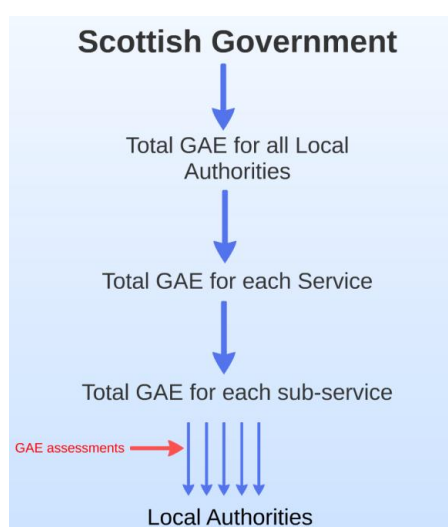 Scottish Government
Total GAE for all Local
Authorities
Total GAE for each Service
Total GAE for each sub-service
GAE assessments
Local Authorities